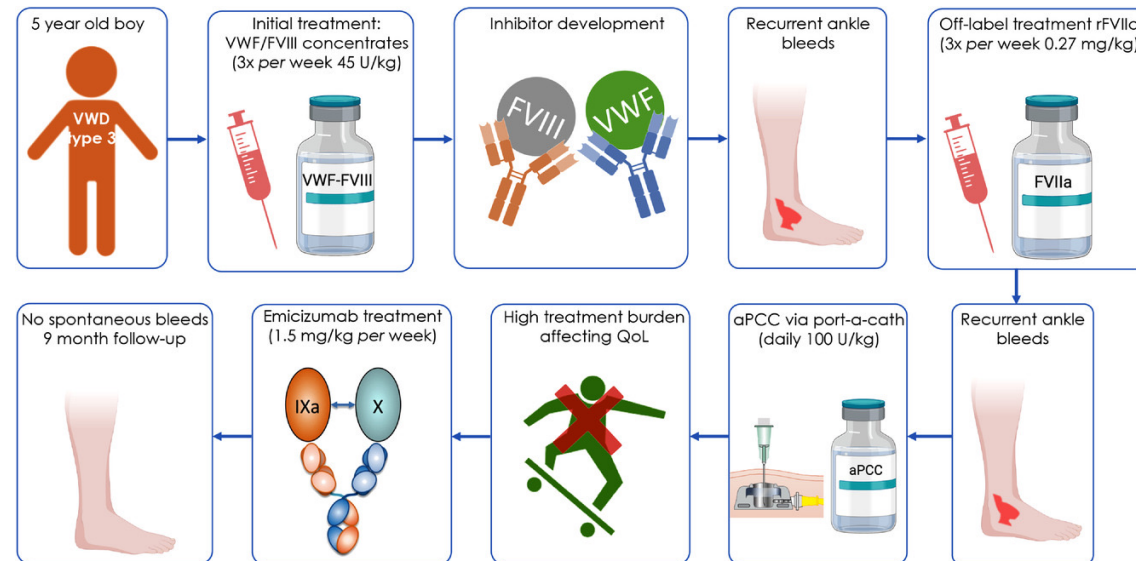 5 year old boy
VWD
type 3
Initial treatment:
VWF/FVIII concentrates
(3x per week 45 U/kg)
VWF-FVIII
Inhibitor development
FVIII
VWF
Recurrent ankle
bleeds
Off-label treatment rFVIIa
(3x per week 0.27 mg/kg)
FVIIa
No spontaneous bleeds
9 month follow-up
Emicizumab treatment
(1.5 mg/kg per week)
IXa
X
High treatment burden
affecting QoL
aPCC via port-a-cath
(daily 100 U/kg)
aPCC
Recurrent ankle
bleeds